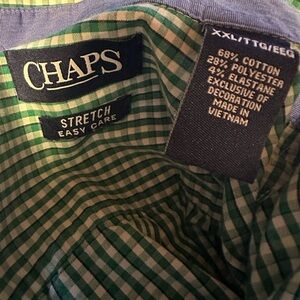 CHAPS
STRETCH
EASY CARE
XXL/TTG/EEG
68% COTTON
28% POLYESTER
4% ELASTANE
EXCLUSIVE OF
DECORATION
MADE IN
VIETNAM